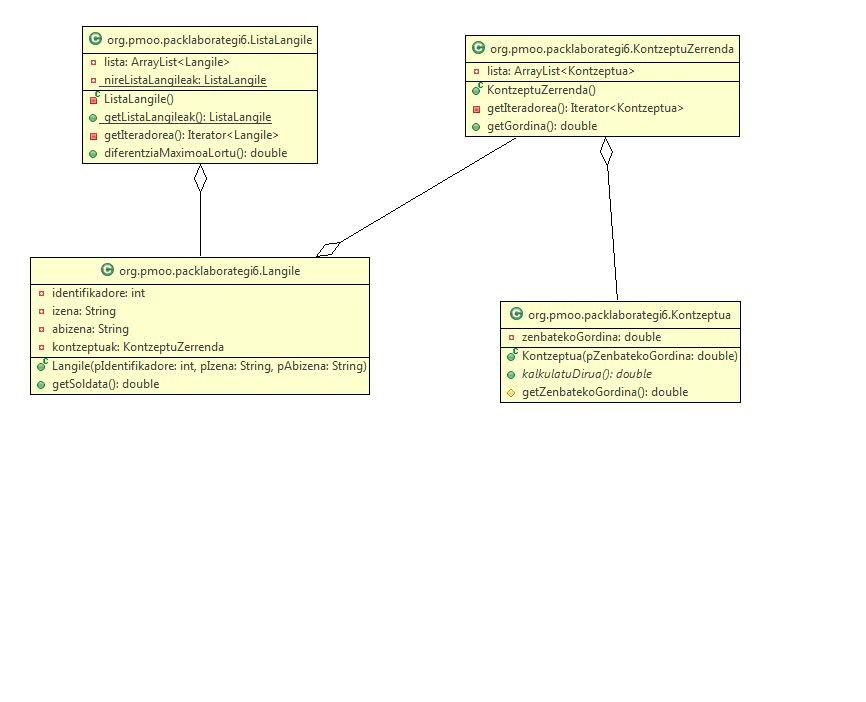 org.pmoo.packlaborategi6.ListaLangile
lista: ArrayList<Langile>
nireListaLangileak: ListaLangile
ListaLangile()
getListaLangileak(): ListaLangile
getIteradorea(): Iterator<Langile>
diferentziaMaximoaLortu(): double
org.pmoo.packlaborategi6.KontzeptuZerrenda
lista: ArrayList<Kontzeptua>
KontzeptuZerrenda()
getIteradorea(): Iterator<Kontzeptua>
getGordina(): double
org.pmoo.packlaborategi6.Langile
identifikadore: int
izena: String
abizena: String
kontzeptuak: KontzeptuZerrenda
Langile(pIdentifikadore: int, pIzena: String, pAbizena: String)
getSoldata(): double
org.pmoo.packlaborategi6.Kontzeptua
zenbatekoGordina: double
Kontzeptua(pZenbatekoGordina: double)
kalkulatuDirua(): double
getZenbatekoGordina(): double